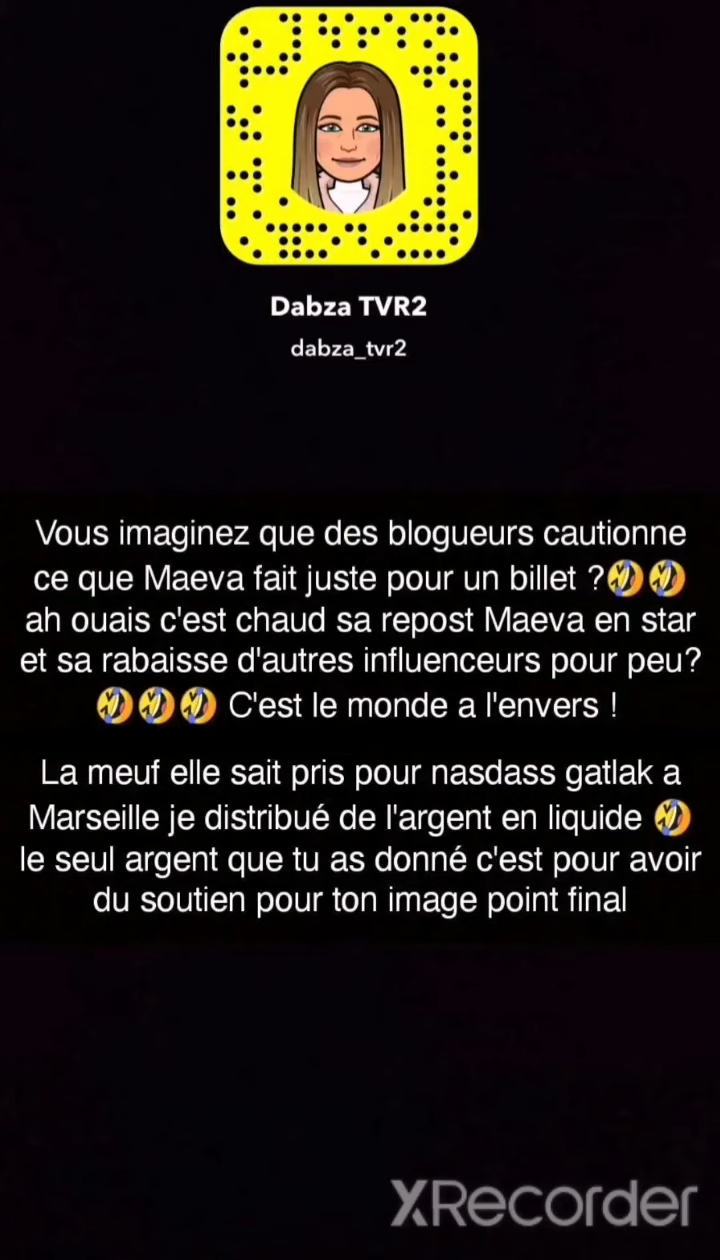 Dabza TVR2
dabza_tvr2
Vous imaginez que des blogueurs cautionne
ce que Maeva fait juste pour un billet ?🤣🤣
ah ouais c'est chaud sa repost Maeva en star
et sa rabaisse d'autres influenceurs pour peu?
🤣🤣🤣 C'est le monde a l'envers !
La meuf elle sait pris pour nasdass gatlak a
Marseille je distribué de l'argent en liquide 🤣
le seul argent que tu as donné c'est pour avoir
du soutien pour ton image point final
XRecorder